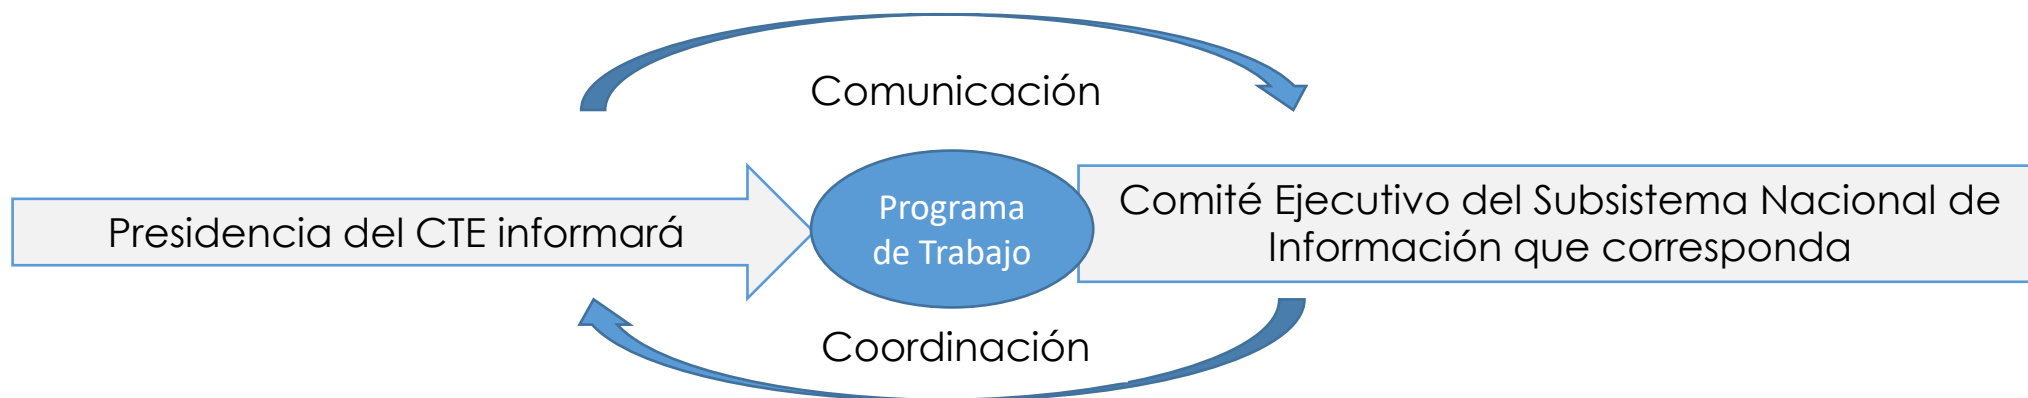 Comunicación
Presidencia del CTE informará
Programa
de Trabajo
Comité Ejecutivo del Subsistema Nacional de
Información que corresponda
Coordinación